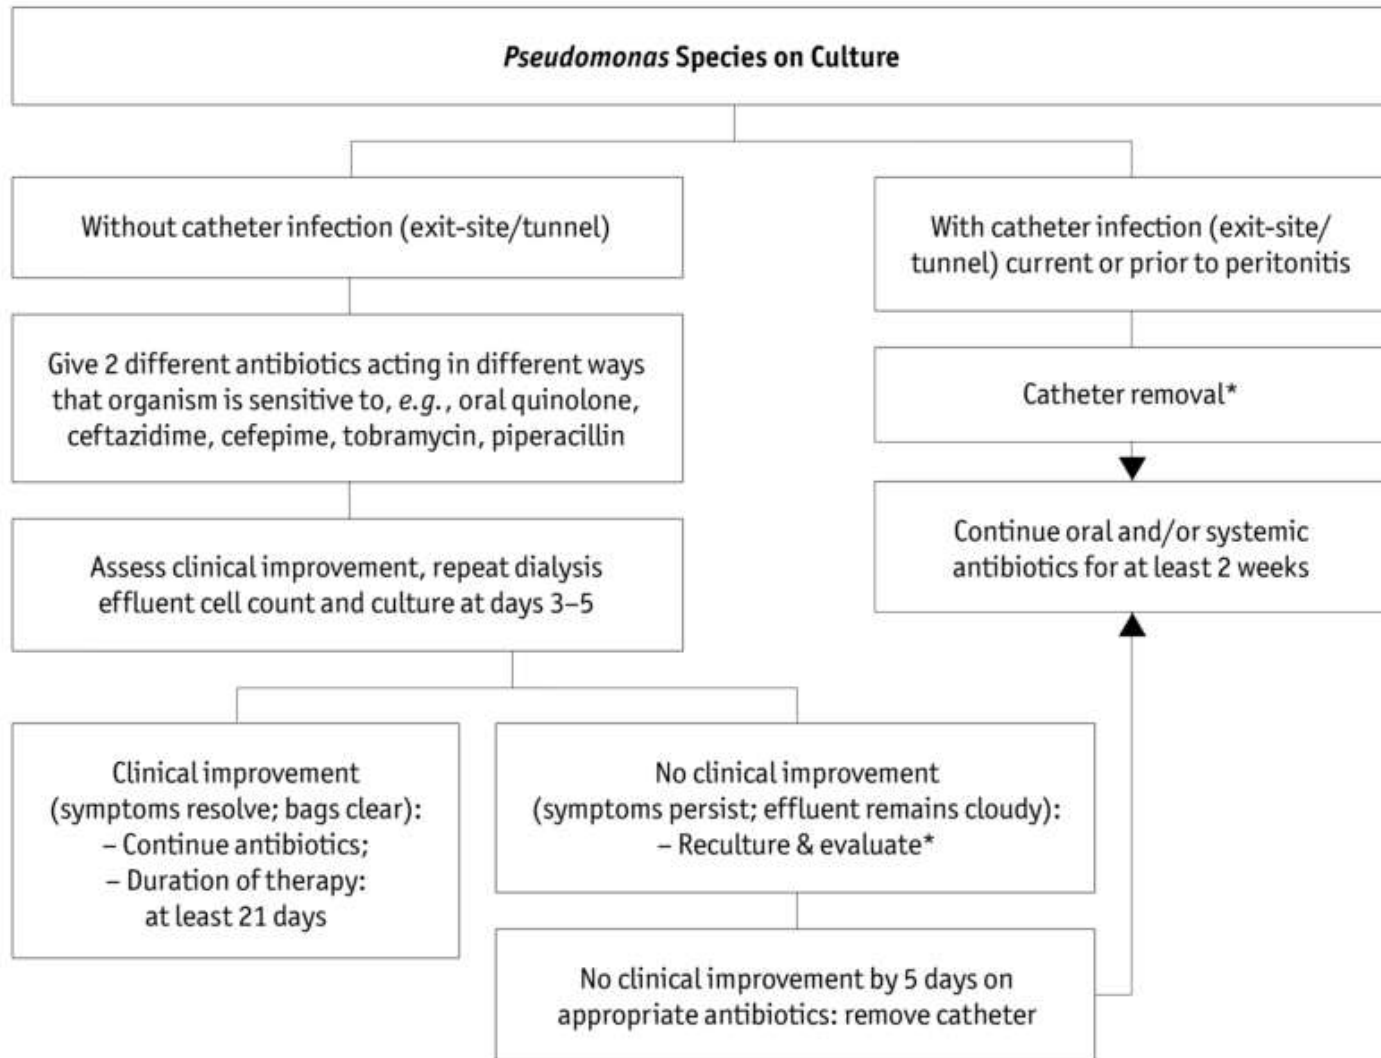 Pseudomonas Species on Culture
Without catheter infection (exit-site/tunnel)
With catheter infection (exit-site/
tunnel) current or prior to peritonitis
Give 2 different antibiotics acting in different ways
that organism is sensitive to, e.g., oral quinolone,
ceftazidime, cefepime, tobramycin, piperacillin
Catheter removal*
Continue oral and/or systemic
antibiotics for at least 2 weeks
Assess clinical improvement, repeat dialysis
effluent cell count and culture at days 3–5
Clinical improvement
(symptoms resolve; bags clear):
– Continue antibiotics;
– Duration of therapy:
at least 21 days
No clinical improvement
(symptoms persist; effluent remains cloudy):
– Reculture & evaluate*
No clinical improvement by 5 days on
appropriate antibiotics: remove catheter